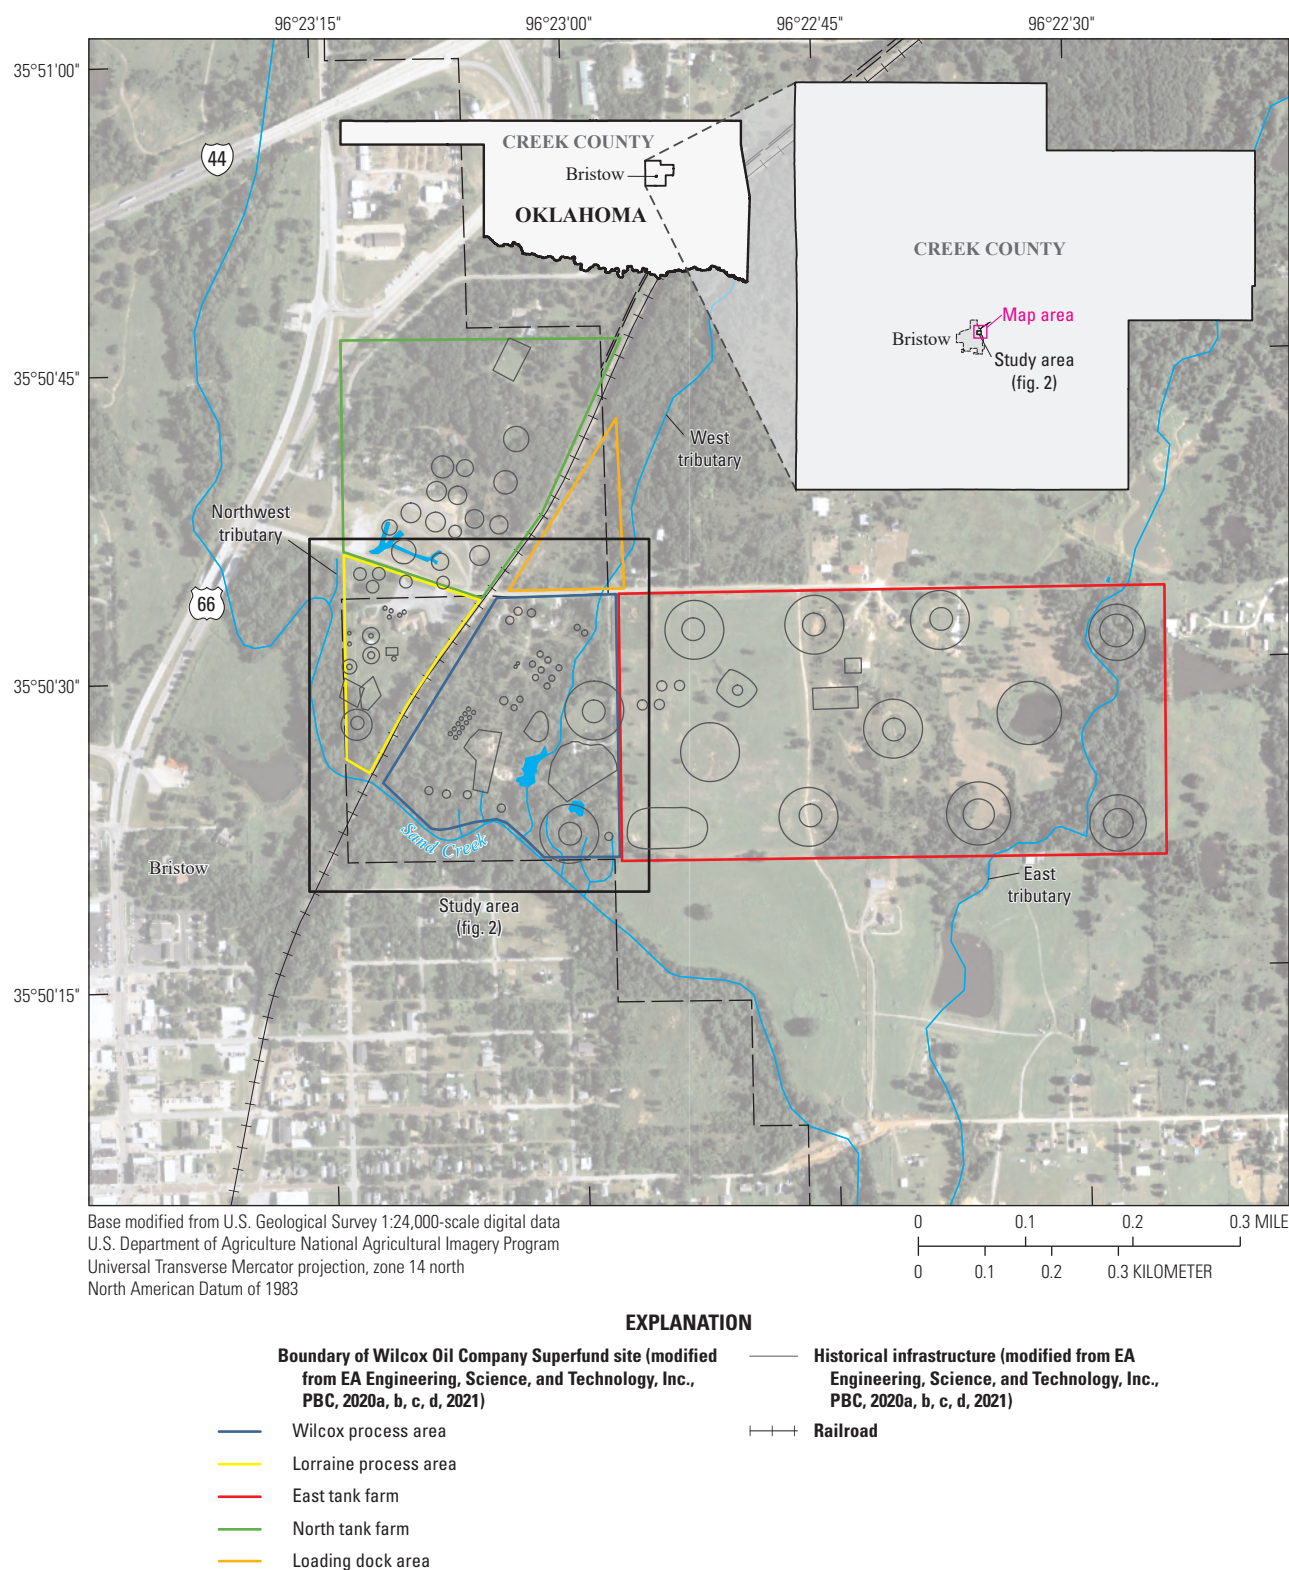 96°23'15"
96°23'00"
96°22'45"
96°22'30"
35°51'00"
44
CREEK COUNTY
Bristow
OKLAHOMA
CREEK COUNTY
Map area
Bristow
Study area
(fig. 2)
35°50'45"
West
tributary
Northwest
tributary
66
35°50'30"
Sand Creek
Bristow
East
tributary
Study area
(fig. 2)
35°50'15"
Base modified from U.S. Geological Survey 1:24,000-scale digital data
U.S. Department of Agriculture National Agricultural Imagery Program
Universal Transverse Mercator projection, zone 14 north
North American Datum of 1983
0 0.1 0.2 0.3 MILE
0 0.1 0.2 0.3 KILOMETER
EXPLANATION
Boundary of Wilcox Oil Company Superfund site (modified
from EA Engineering, Science, and Technology, Inc.,
PBC, 2020a, b, c, d, 2021)
Wilcox process area
Lorraine process area
East tank farm
North tank farm
Loading dock area
Historical infrastructure (modified from EA
Engineering, Science, and Technology, Inc.,
PBC, 2020a, b, c, d, 2021)
Railroad